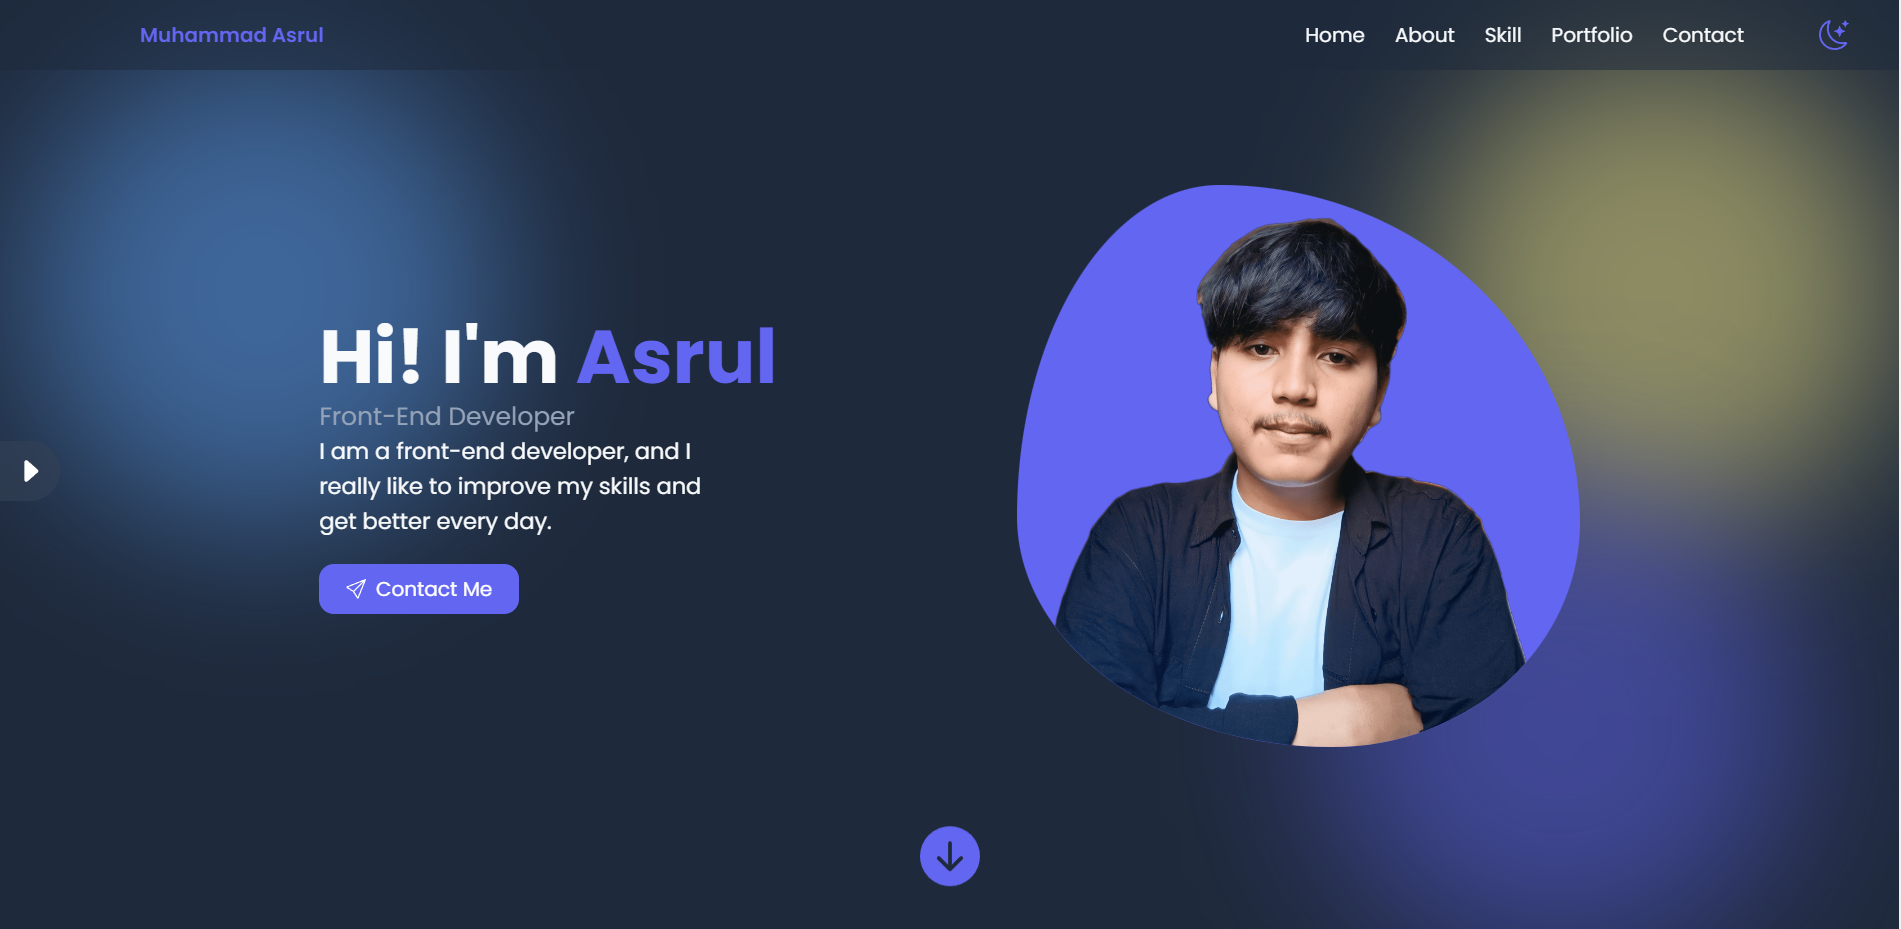 Muhammad Asrul
Home About Skill Portfolio Contact
Hi! I'm Asrul
Front-End Developer
I am a front-end developer, and I
really like to improve my skills and
get better every day.
Contact Me